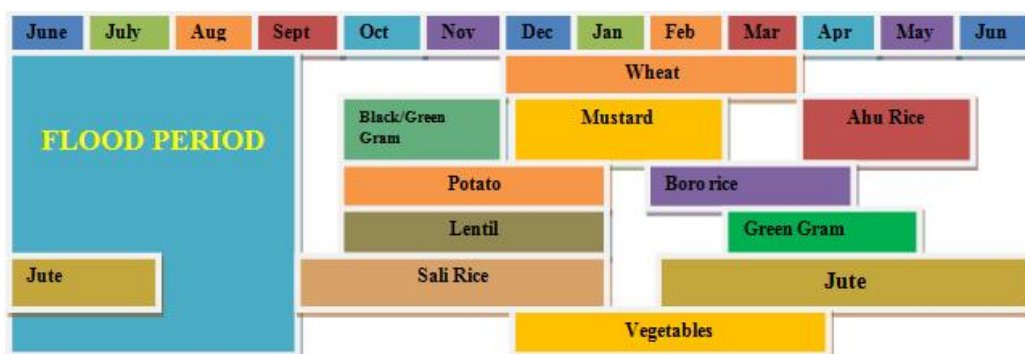 June July Aug Sept Oct Nov Dec Jan Feb Mar Apr May Jun
Wheat
Black/Green
Gram
Mustard
Ahu Rice
FLOOD PERIOD
Potato
Boro rice
Lentil
Green Gram
Jute
Sali Rice
Jute
Vegetables